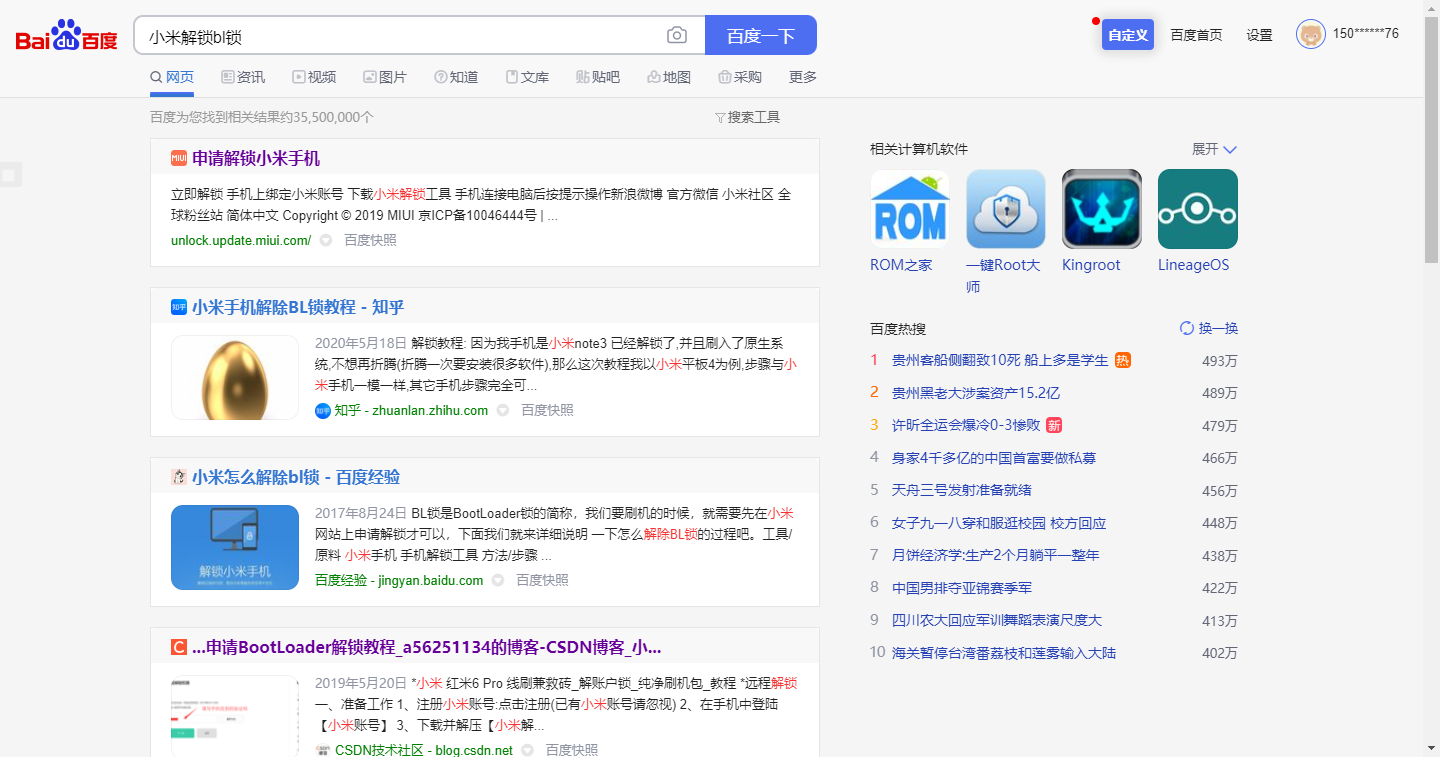 Baidu百度
小米解锁bl锁
百度一下
自定义
百度首页
设置
150******76
网页
资讯
视频
图片
知道
文库
贴吧
地图
采购
更多
百度为您找到相关结果约35,500,000个
搜索工具
MIUI 申请解锁小米手机
立即解锁 手机上绑定小米账号 下载小米解锁工具 手机连接电脑后按提示操作新浪微博 官方微信 小米社区 全
球粉丝站 简体中文 Copyright © 2019 MIUI 京ICP备10046444号 | ...
unlock.update.miui.com/ 百度快照
知乎 小米手机解除BL锁教程 - 知乎
2020年5月18日 解锁教程: 因为我手机是小米note3 已经解锁了,并且刷入了原生系
统,不想再折腾(折腾一次要安装很多软件),那么这次教程我以小米平板4为例,步骤与小
米手机一模一样,其它手机步骤完全可...
知乎 知乎 - zhuanlan.zhihu.com 百度快照
小米怎么解除bl锁 - 百度经验
解锁小米手机
2017年8月24日 BL锁是BootLoader锁的简称，我们要刷机的时候，就需要先在小米
网站上申请解锁才可以，下面我们就来详细说明 一下怎么解除BL锁的过程吧。工具/
原料 小米手机 手机解锁工具 方法/步骤 ...
百度经验 - jingyan.baidu.com 百度快照
C ...申请BootLoader解锁教程_a56251134的博客-CSDN博客_小...
2019年5月20日 *小米 红米6 Pro 线刷兼救砖_解账户锁_纯净刷机包_教程 *远程解锁
一、准备工作 1、注册小米账号:点击注册(已有小米账号请忽视) 2、在手机中登陆
【小米账号】 3、下载并解压【小米解...
CSDN技术社区 - blog.csdn.net 百度快照
相关计算机软件
展开
ROM
ROM之家
一键Root大
师
Kingroot
LineageOS
百度热搜
换一换
1 贵州客船侧翻致10死 船上多是学生 热 493万
2 贵州黑老大涉案资产15.2亿 489万
3 许昕全运会爆冷0-3惨败 新 479万
4 身家4千多亿的中国首富要做私募 466万
5 天舟三号发射准备就绪 456万
6 女子九一八穿和服逛校园 校方回应 448万
7 月饼经济学:生产2个月躺平一整年 438万
8 中国男排夺亚锦赛季军 422万
9 四川农大回应军训舞蹈表演尺度大 413万
10 海关暂停台湾番荔枝和莲雾输入大陆 402万